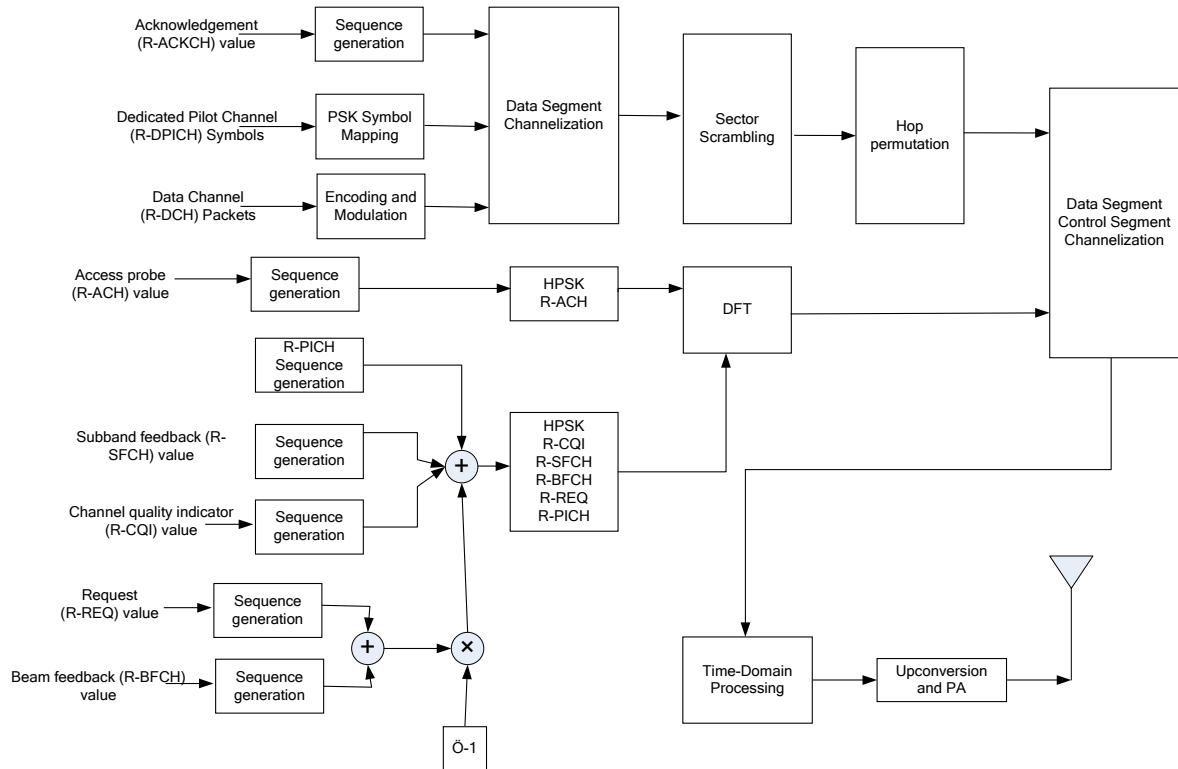 Acknowledgement
(R-ACKCH) value
Sequence
generation
Dedicated Pilot Channel
(R-DPICH) Symbols
PSK Symbol
Mapping
Data Channel
(R-DCH) Packets
Encoding and
Modulation
Data Segment
Channelization
Sector
Scrambling
Hop
permutation
Data Segment
Control Segment
Channelization
Access probe
(R-ACH) value
Sequence
generation
HPSK
R-ACH
DFT
R-PICH
Sequence
generation
Subband feedback (R-
SFCH) value
Sequence
generation
Channel quality indicator
(R-CQI) value
Sequence
generation
+
HPSK
R-CQI
R-SFCH
R-BFCH
R-REQ
R-PICH
Request
(R-REQ) value
Sequence
generation
Beam feedback (R-BFCH)
value
Sequence
generation
+
×
Ö-1
Time-Domain
Processing
Upconversion
and PA